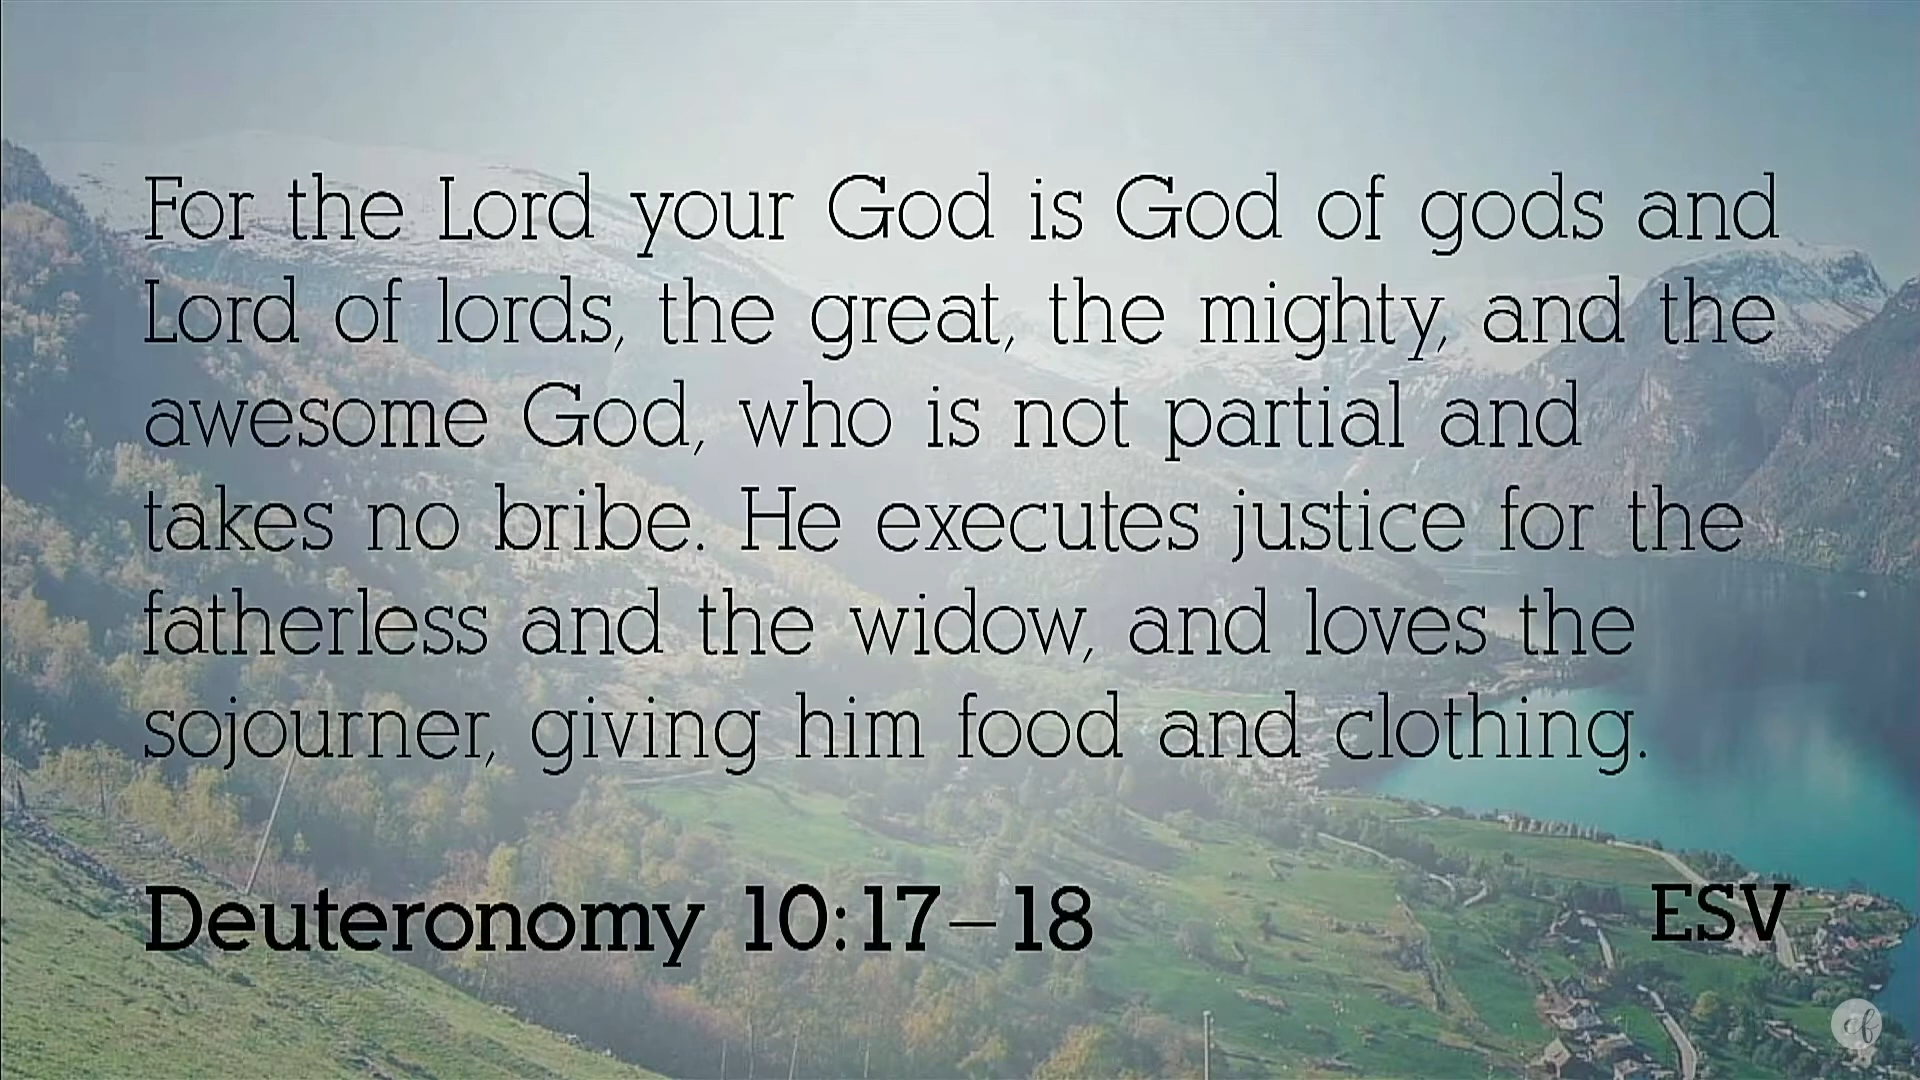 For the Lord your God is God of gods and
Lord of lords, the great, the mighty, and the
awesome God, who is not partial and
takes no bribe. He executes justice for the
fatherless and the widow, and loves the
sojourner, giving him food and clothing.
Deuteronomy 10:17–18
ESV
cf